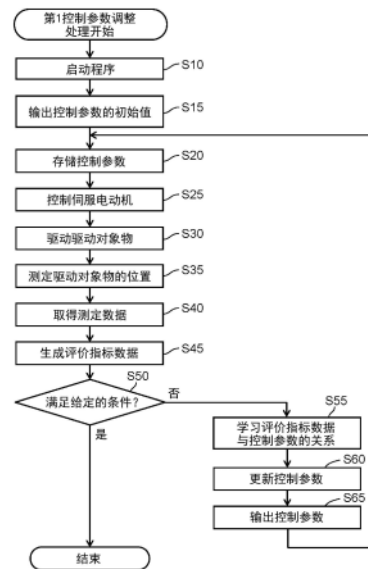 第1控制参数调整
处理开始
启动程序
S10
输出控制参数的初始值
S15
存储控制参数
S20
控制伺服电动机
S25
驱动驱动对象物
S30
测定驱动对象物的位置
S35
取得测定数据
S40
生成评价指标数据
S45
满足给定的条件?
S50
否
是
学习评价指标数据
与控制参数的关系
S55
更新控制参数
S60
输出控制参数
S65
结束